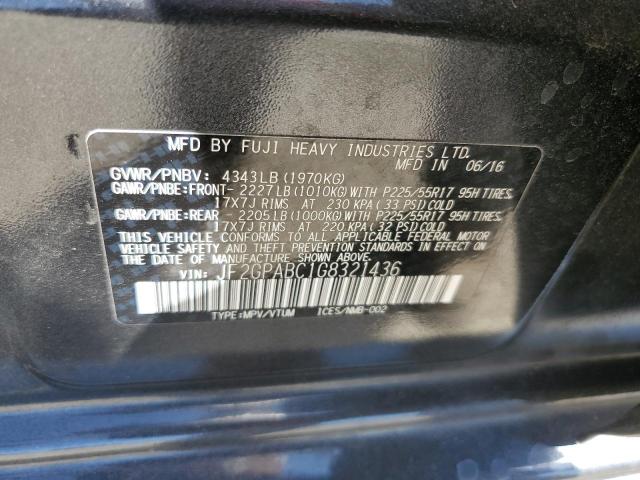 MFD BY FUJI HEAVY INDUSTRIES LTD.
MFD IN 06/16
GVWR/PNBV: 4343LB (1970KG)
GAWR/PNBE:FRONT- 2227LB (1010KG) WITH P225/55R17 95H TIRES,
17X7J RIMS AT 230 KPA (33 PSI) COLD
GAWR/PNBE:REAR - 2205LB (1000KG) WITH P225/55R17 95H TIRES,
17X7J RIMS AT 220 KPA (32 PSI) COLD
THIS VEHICLE CONFORMS TO ALL APPLICABLE FEDERAL MOTOR
VEHICLE SAFETY AND THEFT PREVENTION STANDARDS IN
EFFECT ON THE DATE OF MANUFACTURE SHOWN ABOVE.
VIN: JF2GPABC1G8321436
TYPE:MPV/VTUM ICES/NMB-002